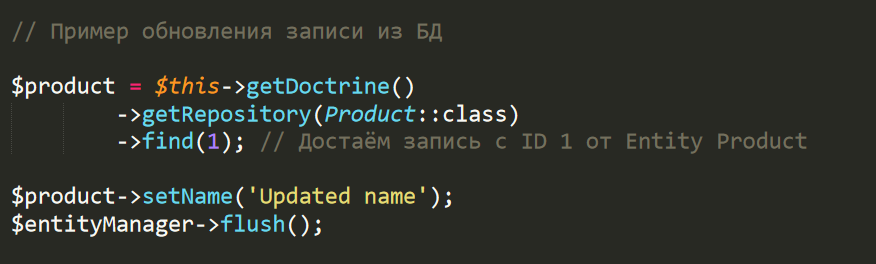 // Пример обновления записи из БД
$product = $this->getDoctrine()
->getRepository(Product::class)
->find(1); // Достаём запись с ID 1 от Entity Product
$product->setName('Updated name');
$entityManager->flush();